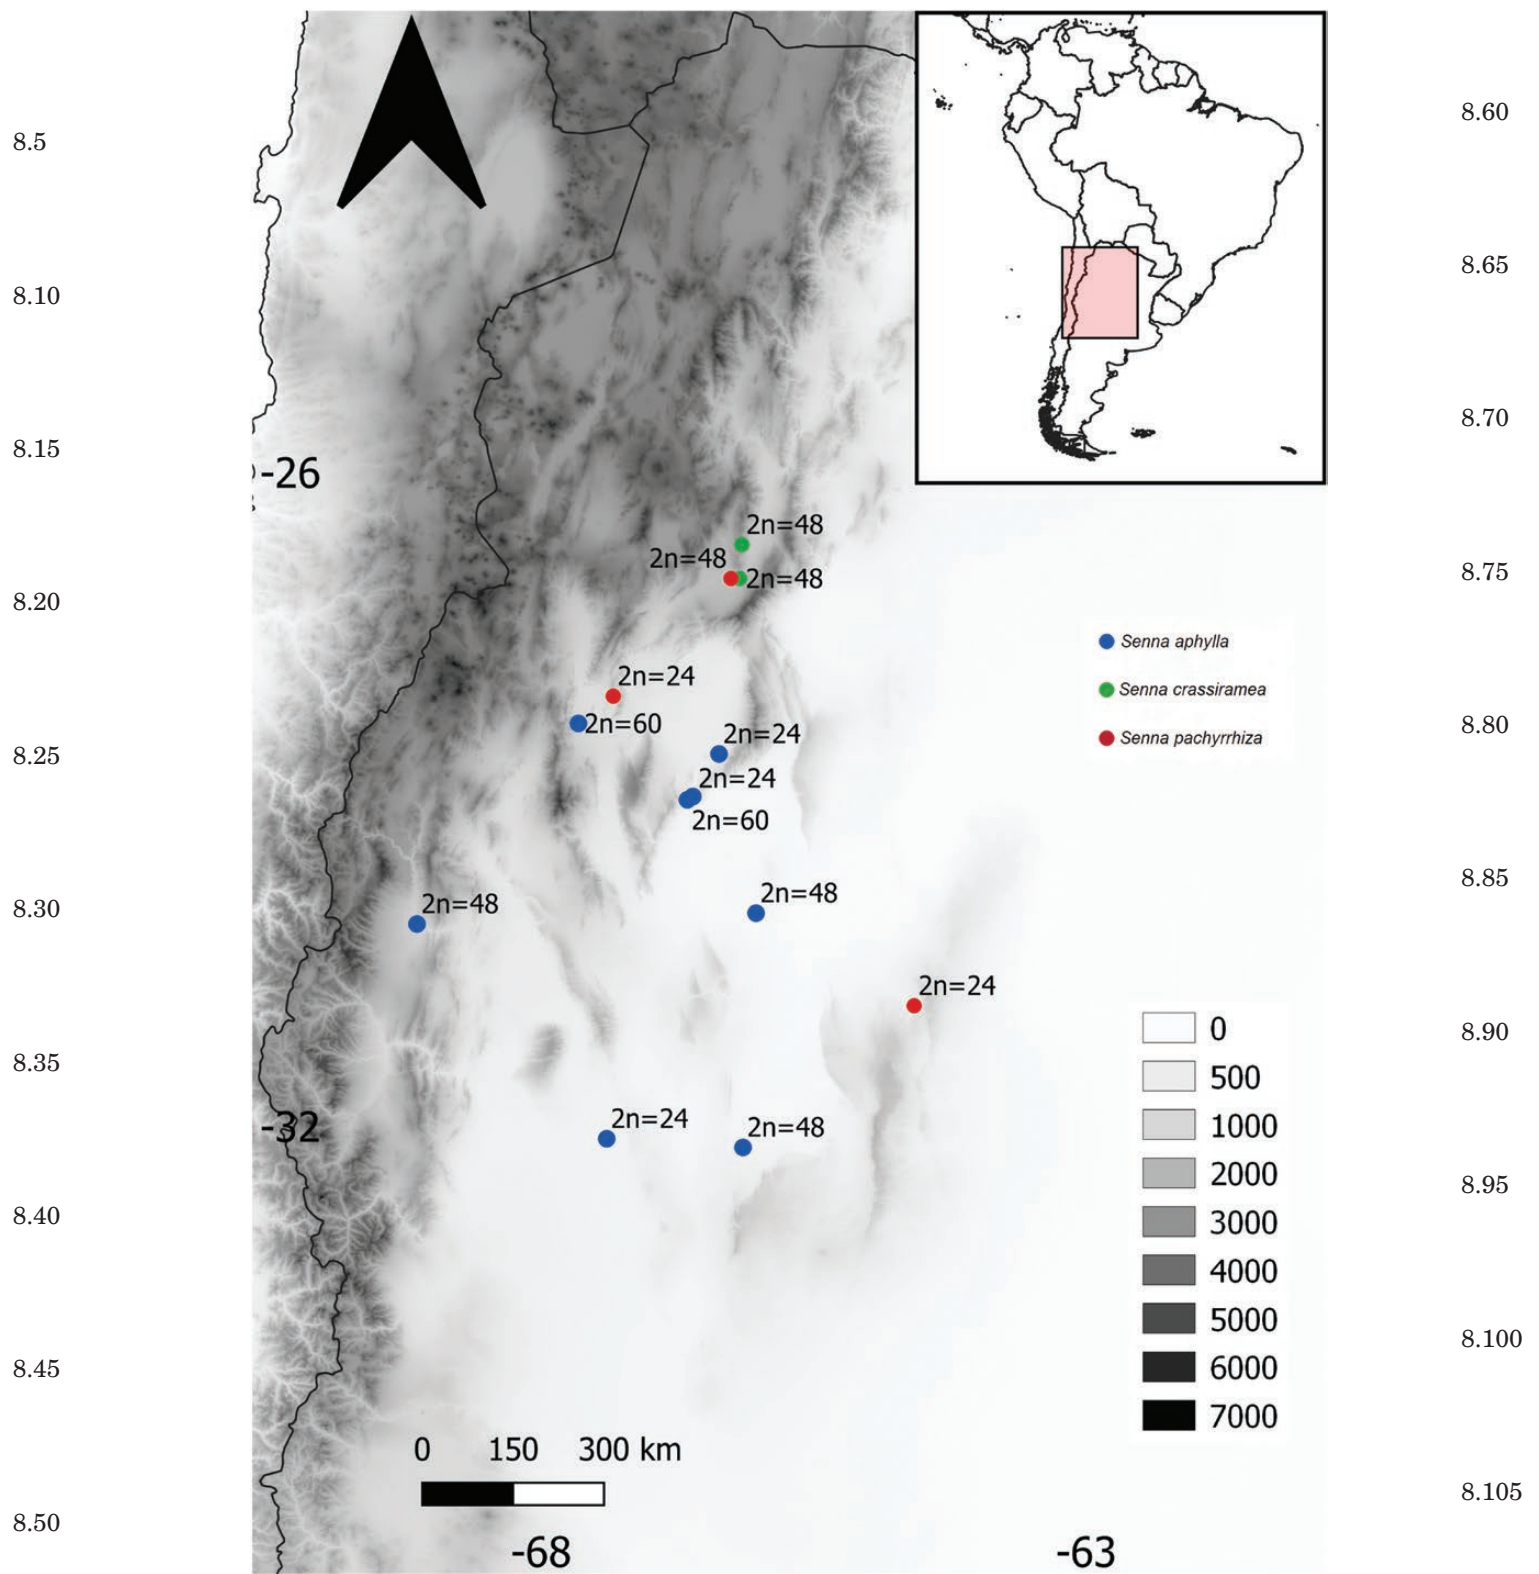 8.5
8.10
8.15
8.20
8.25
8.30
8.35
8.40
8.45
8.50
-26
-32
2n=48
2n=48
2n=48
2n=24
2n=60
2n=24
2n=24
2n=60
2n=48
2n=48
2n=24
2n=24
2n=48
Senna aphylla
Senna crassiramea
Senna pachyrrhiza
0
500
1000
2000
3000
4000
5000
6000
7000
0 150 300 km
-68 -63
8.60
8.65
8.70
8.75
8.80
8.85
8.90
8.95
8.100
8.105